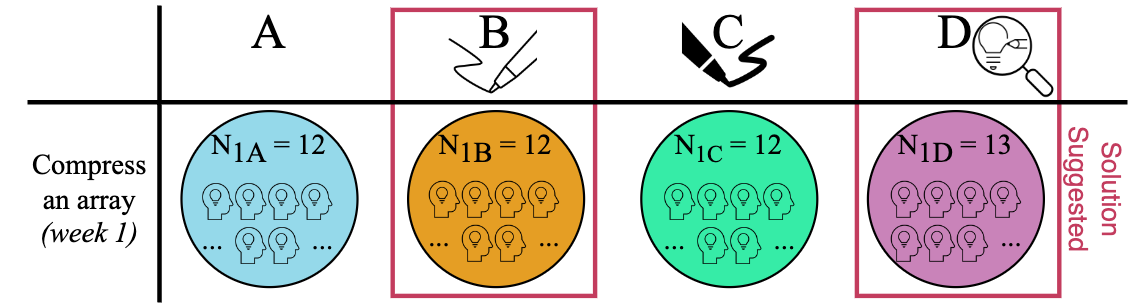 A
B
C
D
Compress
an array
(week 1)
N1A = 12
N1B = 12
N1C = 12
N1D = 13
... ...
... ...
... ...
...
Solution
Suggested